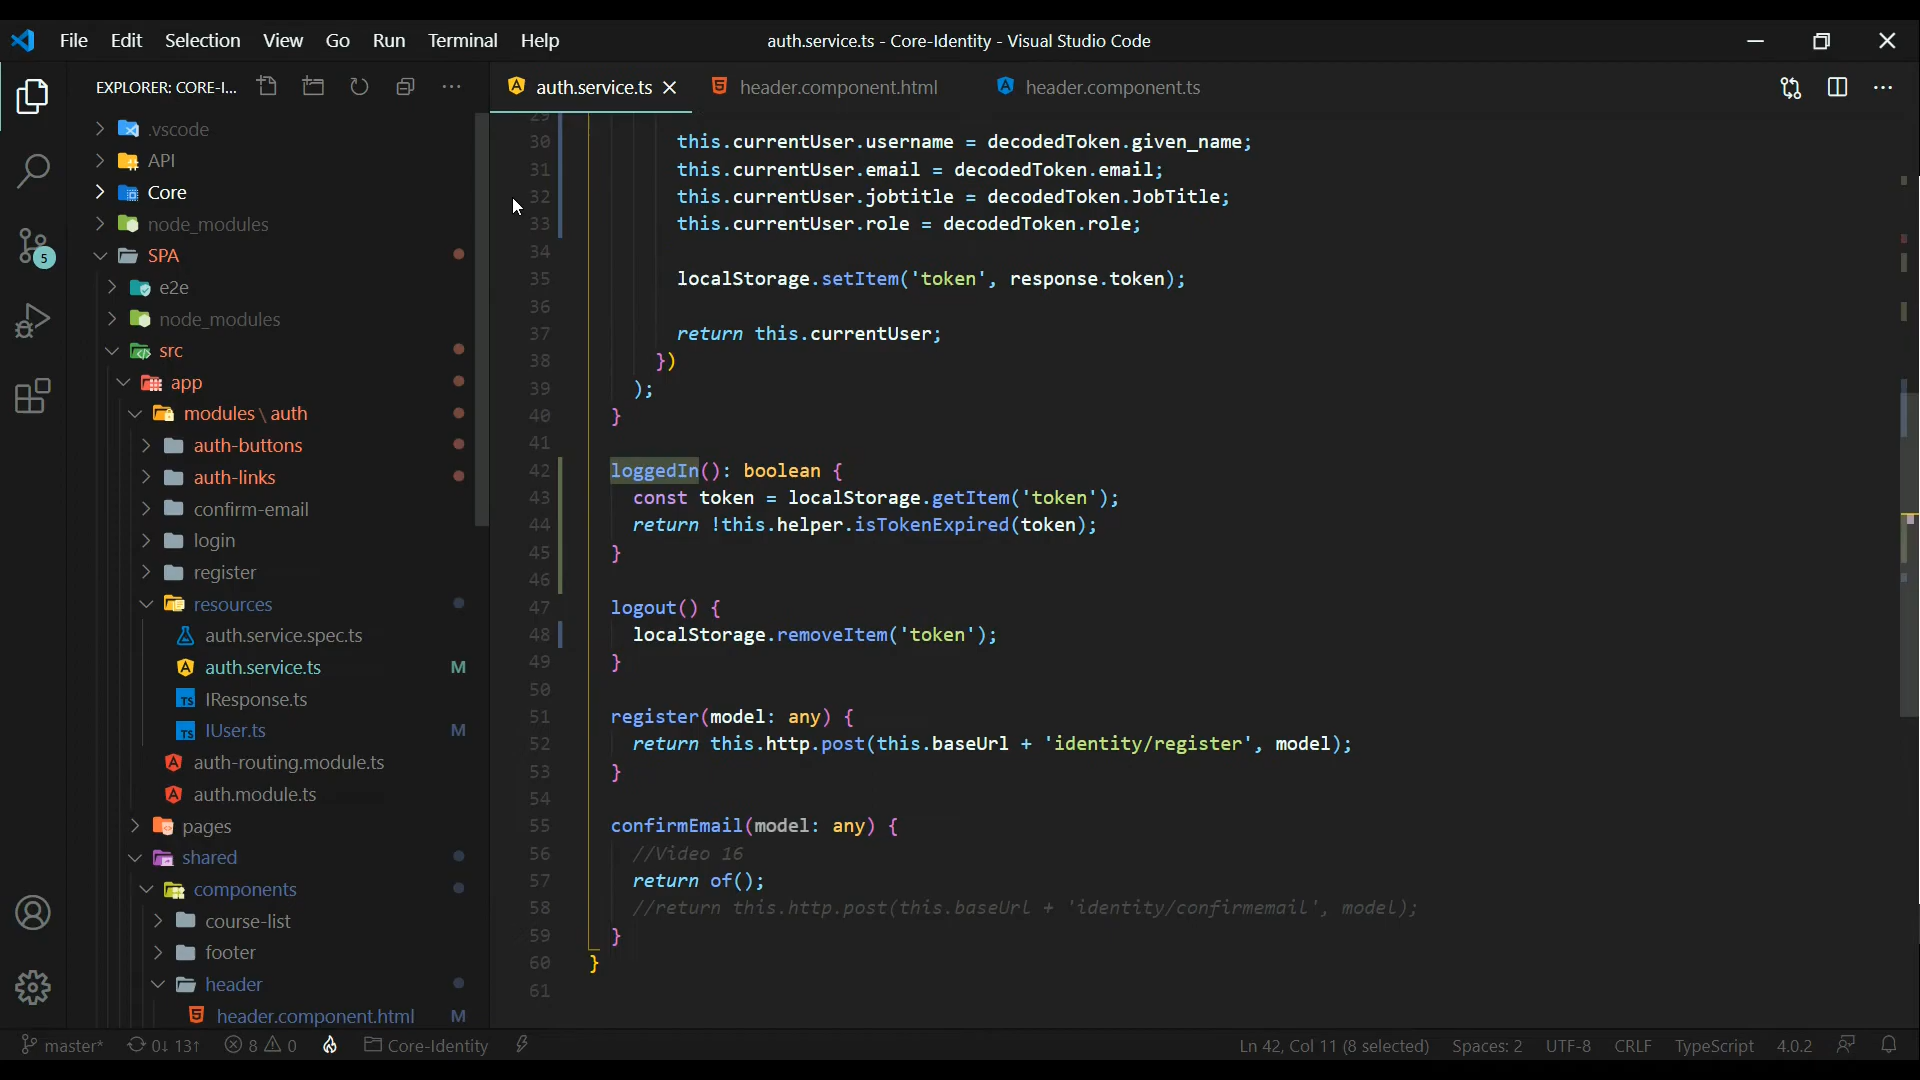 File Edit Selection View Go Run Terminal Help
auth.service.ts - Core-Identity - Visual Studio Code
EXPLORER: CORE-I...
auth.service.ts
header.component.html
header.component.ts
.vscode
API
Core
node_modules
SPA
e2e
node_modules
src
app
modules \ auth
auth-buttons
auth-links
confirm-email
login
register
resources
auth.service.spec.ts
auth.service.ts M
IResponse.ts
IUser.ts M
auth-routing.module.ts
auth.module.ts
pages
shared
components
course-list
footer
header
header.component.html M
5
29
30 this.currentUser.username = decodedToken.given_name;
31 this.currentUser.email = decodedToken.email;
32 this.currentUser.jobtitle = decodedToken.JobTitle;
33 this.currentUser.role = decodedToken.role;
34
35 localStorage.setItem('token', response.token);
36
37 return this.currentUser;
38 })
39 );
40 }
41
42 loggedIn(): boolean {
43 const token = localStorage.getItem('token');
44 return !this.helper.isTokenExpired(token);
45 }
46
47 logout() {
48 localStorage.removeItem('token');
49 }
50
51 register(model: any) {
52 return this.http.post(this.baseUrl + 'identity/register', model);
53 }
54
55 confirmEmail(model: any) {
56 //Video 16
57 return of();
58 //return this.http.post(this.baseUrl + 'identity/confirmemail', model);
59 }
60 }
61
master* 0↓ 13↑ 8 0 Core-Identity
Ln 42, Col 11 (8 selected) Spaces: 2 UTF-8 CRLF TypeScript 4.0.2